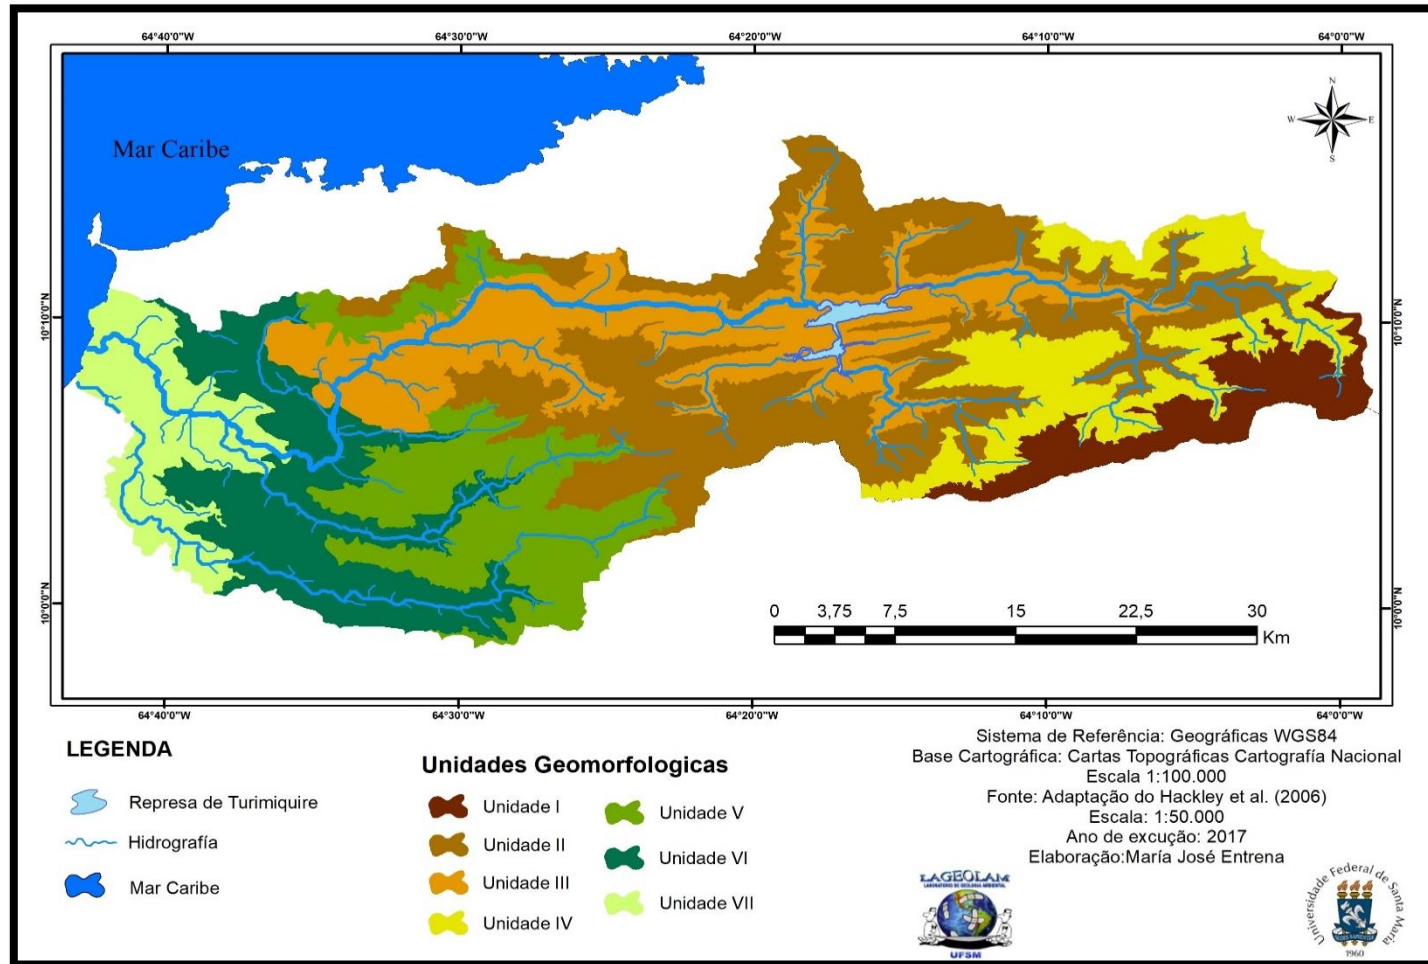 64°40'0"W 64°30'0"W 64°20'0"W 64°10'0"W 64°0'0"W
Mar Caribe
N
W E
S
10°10'0"N 10°10'0"N
10°0'0"N 10°0'0"N
0 3,75 7,5 15 22,5 30
Km
64°40'0"W 64°30'0"W 64°20'0"W 64°10'0"W 64°0'0"W
LEGENDA
Represa de Turimiquire
Hidrografía
Mar Caribe
Unidades Geomorfologicas
Unidade I
Unidade II
Unidade III
Unidade IV
Unidade V
Unidade VI
Unidade VII
Sistema de Referência: Geográficas WGS84
Base Cartográfica: Cartas Topográficas Cartografía Nacional
Escala 1:100.000
Fonte: Adaptação do Hackley et al. (2006)
Escala: 1:50.000
Ano de excução: 2017
Elaboração:María José Entrena
LAGEOLAM
LABORATÓRIO DE GEOLOGIA AMBIENTAL
UFSM
Universidade Federal de Santa Maria
1960